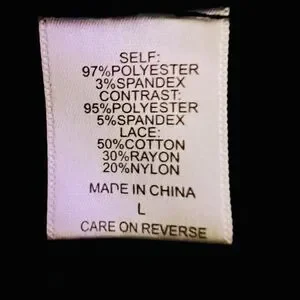 SELF:
97%POLYESTER
3%SPANDEX
CONTRAST:
95%POLYESTER
5%SPANDEX
LACE:
50%COTTON
30%RAYON
20%NYLON
MADE IN CHINA
L
CARE ON REVERSE